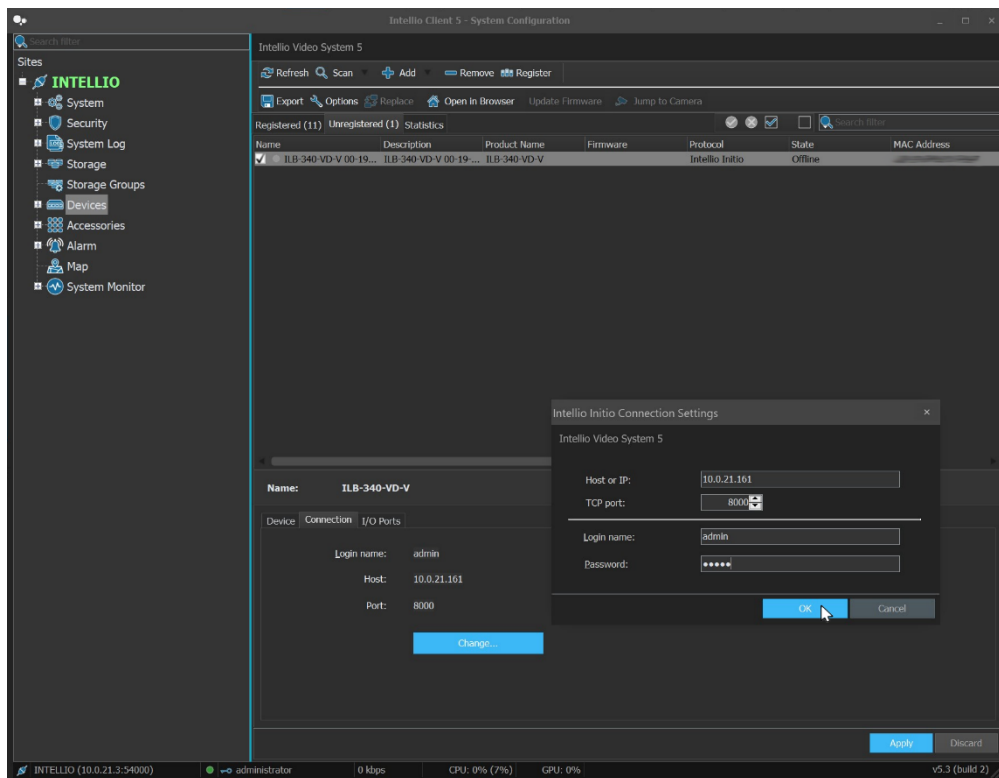 Intellio Client 5 - System Configuration
Search filter
Sites
INTELLIO
System
Security
System Log
Storage
Storage Groups
Devices
Accessories
Alarm
Map
System Monitor
Intellio Video System 5
Refresh Scan Add Remove Register
Export Options Replace Open in Browser Update Firmware Jump to Camera
Registered (11) Unregistered (1) Statistics Search filter
Name Description Product Name Firmware Protocol State MAC Address
ILB-340-VD-V 00-19... ILB-340-VD-V 00-19-... ILB-340-VD-V Intellio Initio Offline
Name: ILB-340-VD-V
Device Connection I/O Ports
Login name: admin
Host: 10.0.21.161
Port: 8000
Change...
Intellio Initio Connection Settings
Intellio Video System 5
Host or IP: 10.0.21.161
TCP port: 8000
Login name: admin
Password: •••••
OK Cancel
Apply Discard
INTELLIO (10.0.21.3:54000) administrator 0 kbps CPU: 0% (7%) GPU: 0% v5.3 (build 2)